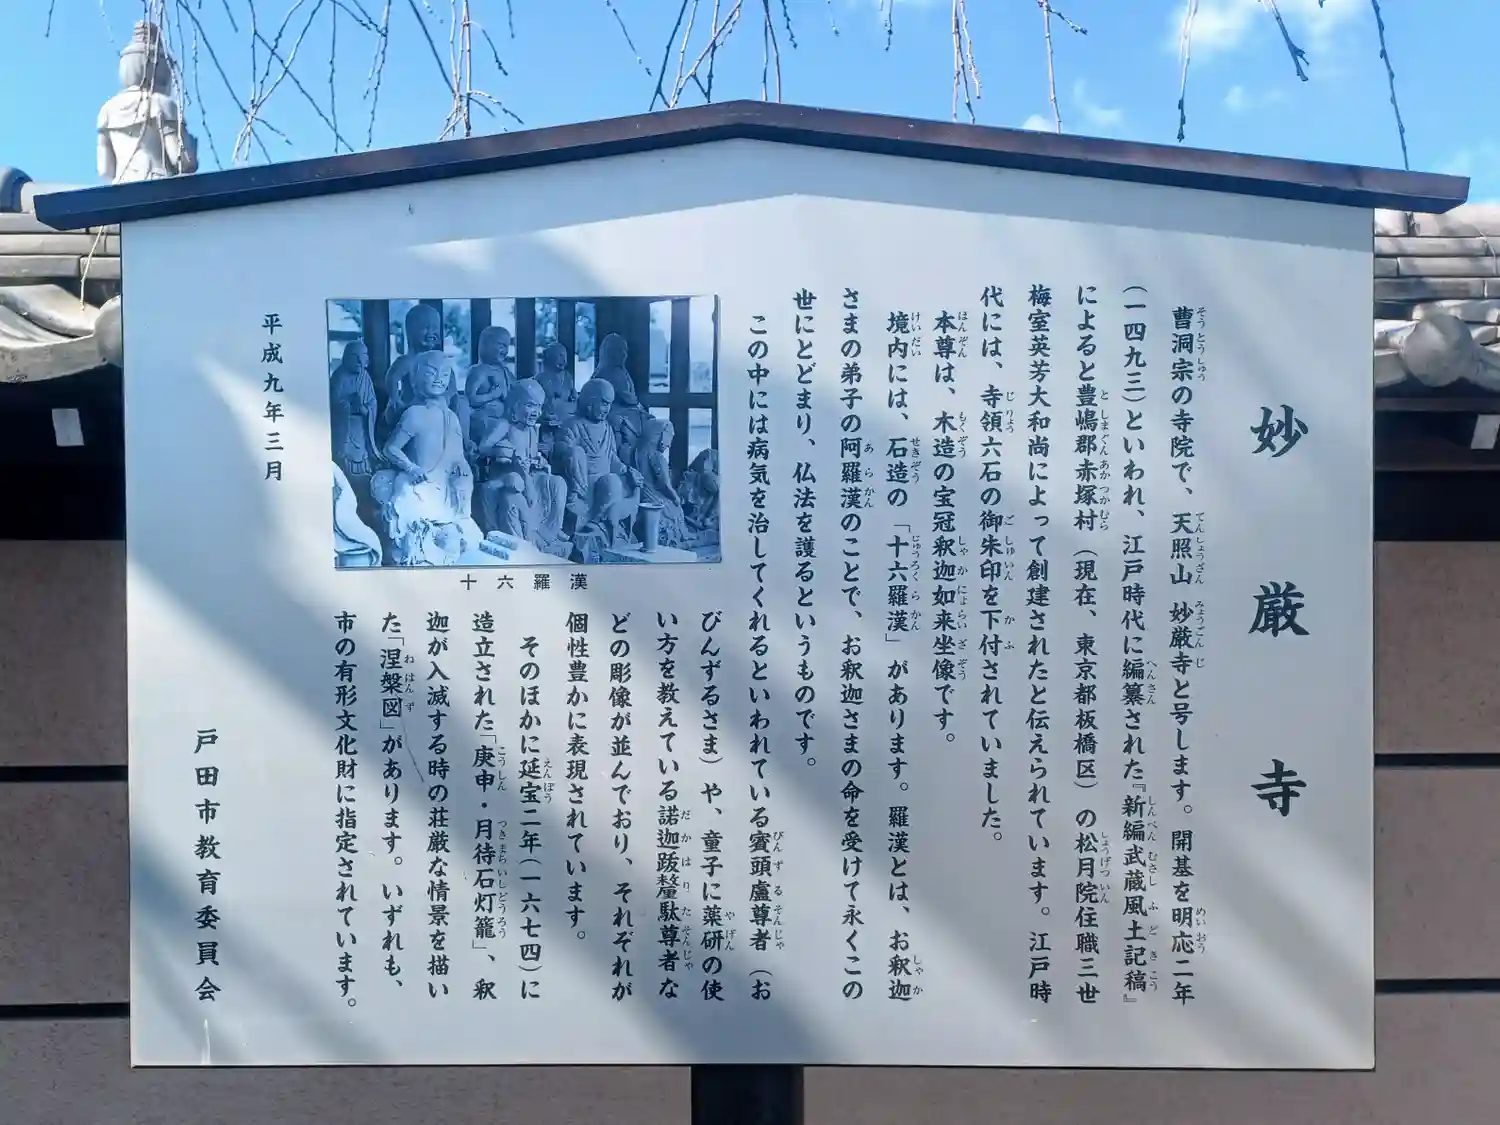 妙厳寺
曹洞宗の寺院で、天照山 妙厳寺と号します。開基を明応二年
(一四九三)といわれ、江戸時代に編纂された『新編武蔵風土記稿』
によると豊嶋郡赤塚村(現在、東京都板橋区)の松月院住職三世
梅室英芳大和尚によって創建されたと伝えられています。江戸時
代には、寺領六石の御朱印を下付されていました。
本尊は、木造の宝冠釈迦如来坐像です。
境内には、石造の「十六羅漢」があります。羅漢とは、お釈迦
さまの弟子の阿羅漢のことで、お釈迦さまの命を受けて永くこの
世にとどまり、仏法を護るというものです。
この中には病気を治してくれるといわれている賓頭盧尊者(お
びんずるさま)や、童子に薬研の使
い方を教えている諾迦跋釐駄尊者な
どの彫像が並んでおり、それぞれが
個性豊かに表現されています。
そのほかに延宝二年(一六七四)に
造立された「庚申・月待石灯籠」、釈
迦が入滅する時の荘厳な情景を描い
た「涅槃図」があります。いずれも、
市の有形文化財に指定されています。
十六羅漢
平成九年三月
戸田市教育委員会